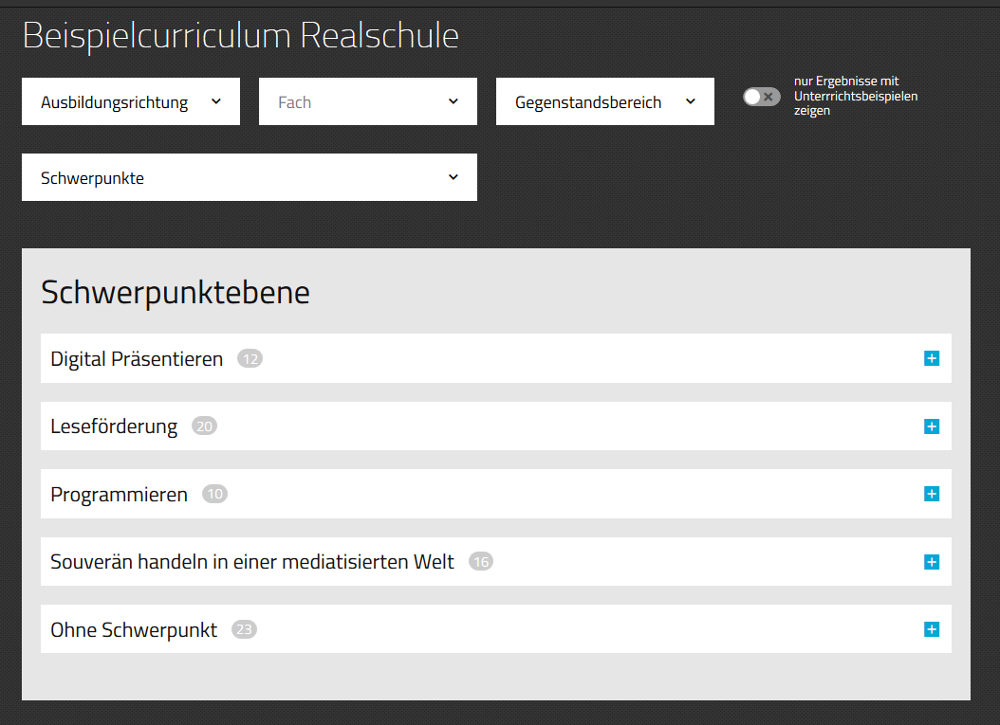 Beispielcurriculum Realschule
Ausbildungsrichtung
Fach
Gegenstandsbereich
nur Ergebnisse mit
Unterrrichtsbeispielen
zeigen
Schwerpunkte
Schwerpunktebene
Digital Präsentieren 12
Leseförderung 20
Programmieren 10
Souverän handeln in einer mediatisierten Welt 16
Ohne Schwerpunkt 23